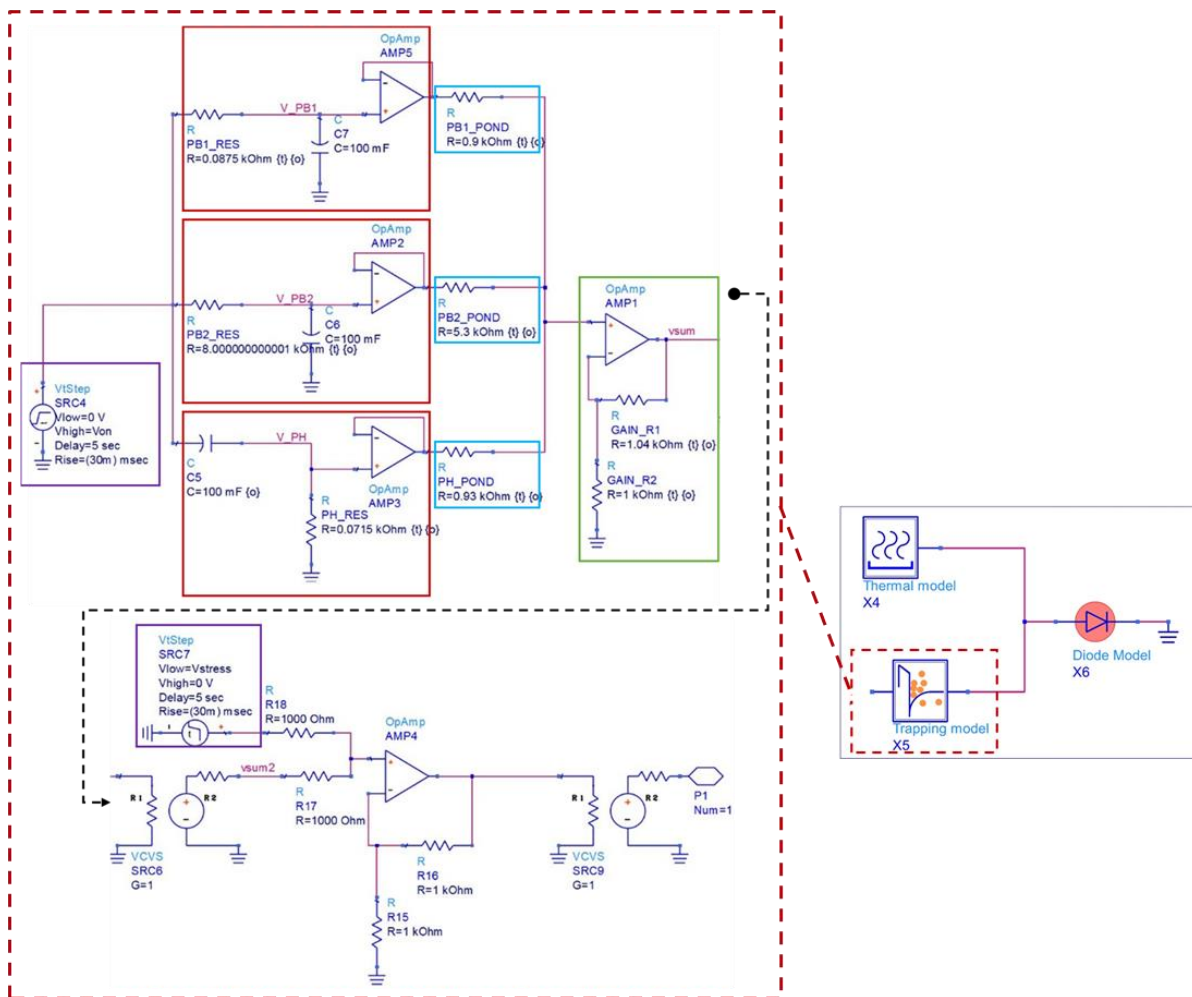 OpAmp
AMP5
V_PB1
R
PB1_RES
R=0.0875 kOhm {t} {o}
C
C7
C=100 mF
R
PB1_POND
R=0.9 kOhm {t} {o}
OpAmp
AMP2
V_PB2
R
PB2_RES
R=8.000000000001 kOhm {t} {o}
C
C6
C=100 mF
R
PB2_POND
R=5.3 kOhm {t} {o}
OpAmp
AMP1
vsum
R
GAIN_R1
R=1.04 kOhm {t} {o}
R
GAIN_R2
R=1 kOhm {t} {o}
VtStep
SRC4
Vlow=0 V
Vhigh=Von
Delay=5 sec
Rise=(30m) msec
V_PH
C
C5
C=100 mF {o}
OpAmp
AMP3
R
PH_RES
R=0.0715 kOhm {t} {o}
R
PH_POND
R=0.93 kOhm {t} {o}
Thermal model
X4
Diode Model
X6
Trapping model
X5
VtStep
SRC7
Vlow=Vstress
Vhigh=0 V
Delay=5 sec
Rise=(30m) msec
R
R18
R=1000 Ohm
OpAmp
AMP4
vsum2
R
R17
R=1000 Ohm
R1
R2
VCVS
SRC6
G=1
R
R16
R=1 kOhm
R
R15
R=1 kOhm
R1
R2
VCVS
SRC9
G=1
P1
Num=1